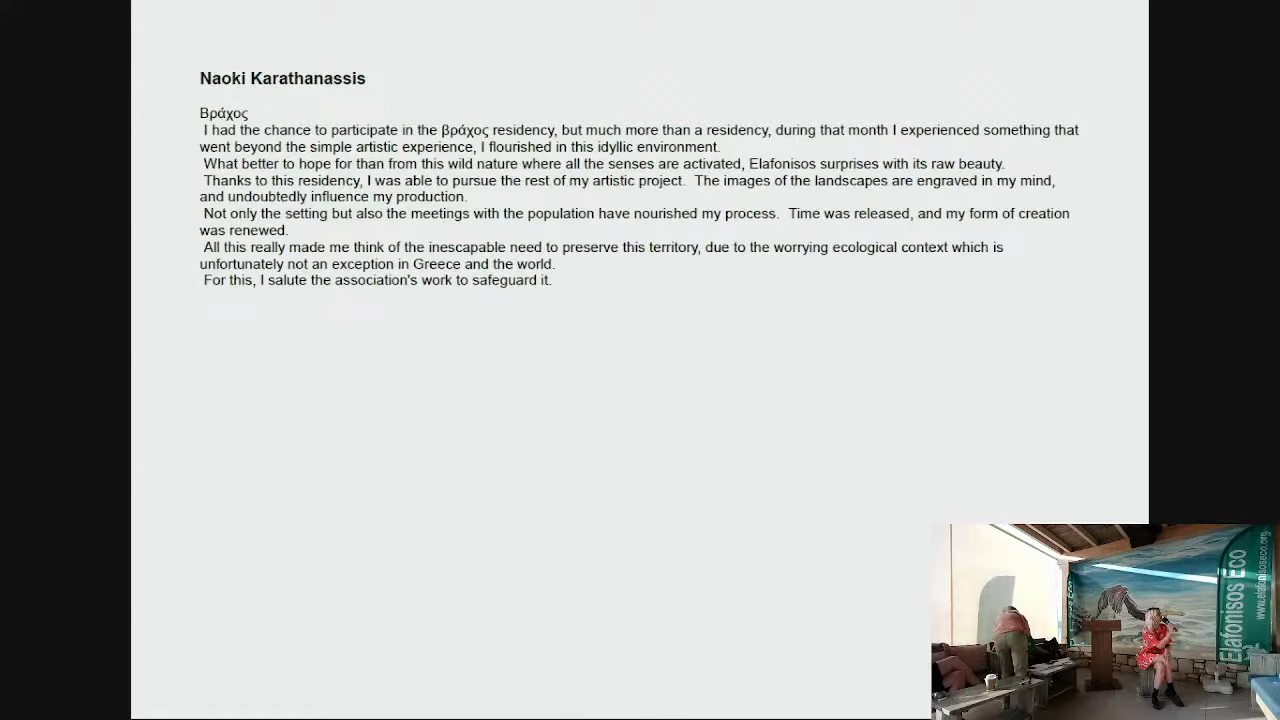 Naoki Karathanassis
Βράχος
I had the chance to participate in the βράχος residency, but much more than a residency, during that month I experienced something that
went beyond the simple artistic experience, I flourished in this idyllic environment.
What better to hope for than from this wild nature where all the senses are activated, Elafonisos surprises with its raw beauty.
Thanks to this residency, I was able to pursue the rest of my artistic project.  The images of the landscapes are engraved in my mind,
and undoubtedly influence my production.
Not only the setting but also the meetings with the population have nourished my process.  Time was released, and my form of creation
was renewed.
All this really made me think of the inescapable need to preserve this territory, due to the worrying ecological context which is
unfortunately not an exception in Greece and the world.
For this, I salute the association's work to safeguard it.
Elafonisos Eco
www.elafonisoseco.org